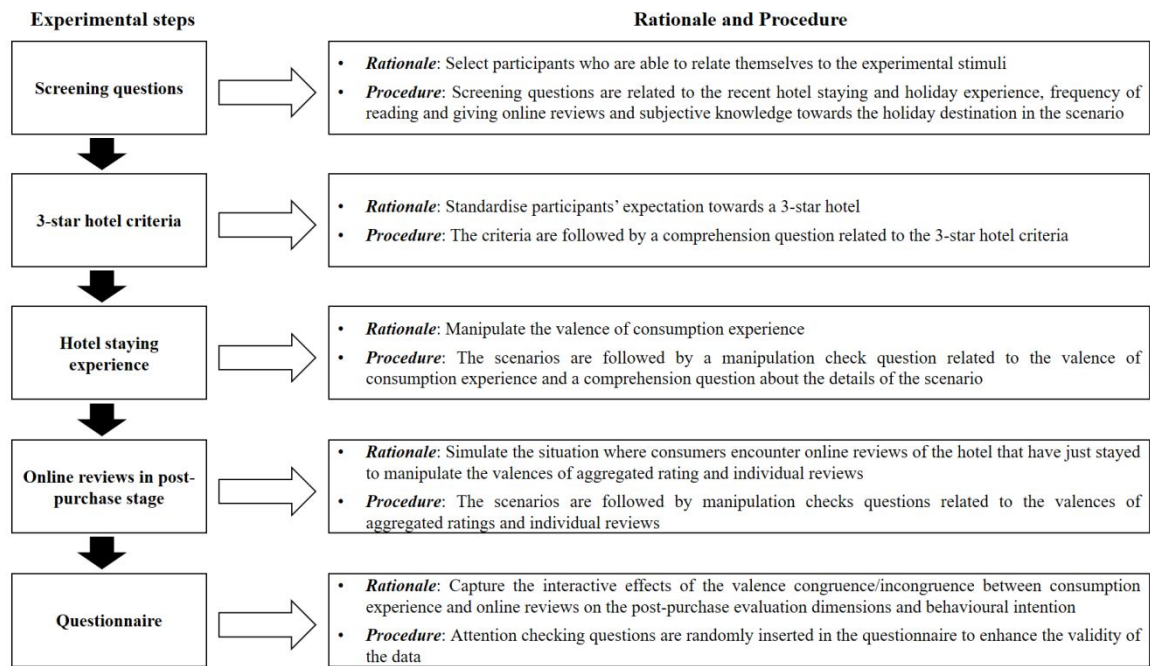 Experimental steps
Rationale and Procedure
Screening questions
• Rationale: Select participants who are able to relate themselves to the experimental stimuli
• Procedure: Screening questions are related to the recent hotel staying and holiday experience, frequency of
reading and giving online reviews and subjective knowledge towards the holiday destination in the scenario
3-star hotel criteria
• Rationale: Standardise participants’ expectation towards a 3-star hotel
• Procedure: The criteria are followed by a comprehension question related to the 3-star hotel criteria
Hotel staying
experience
• Rationale: Manipulate the valence of consumption experience
• Procedure: The scenarios are followed by a manipulation check question related to the valence of
consumption experience and a comprehension question about the details of the scenario
Online reviews in post-
purchase stage
• Rationale: Simulate the situation where consumers encounter online reviews of the hotel that have just stayed
to manipulate the valences of aggregated rating and individual reviews
• Procedure: The scenarios are followed by manipulation checks questions related to the valences of
aggregated ratings and individual reviews
Questionnaire
• Rationale: Capture the interactive effects of the valence congruence/incongruence between consumption
experience and online reviews on the post-purchase evaluation dimensions and behavioural intention
• Procedure: Attention checking questions are randomly inserted in the questionnaire to enhance the validity of
the data